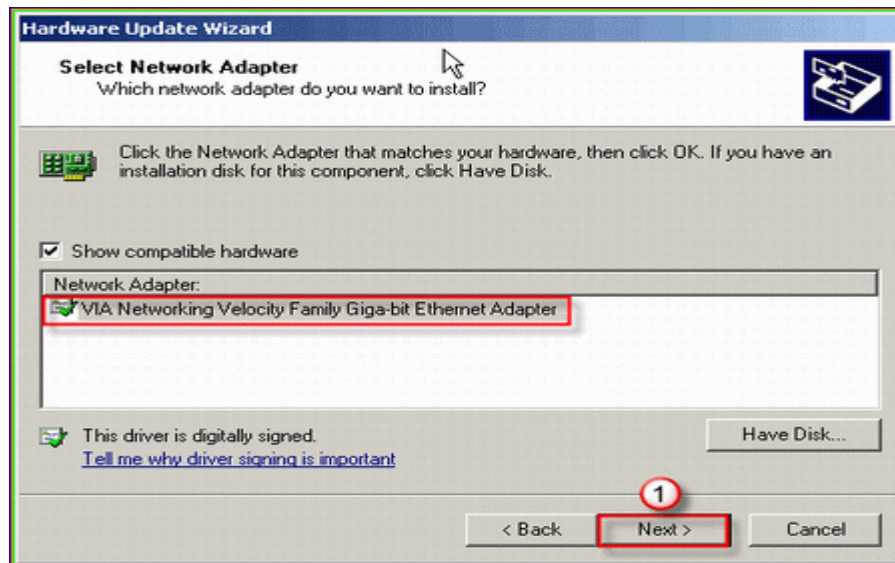 Hardware Update Wizard
Select Network Adapter
Which network adapter do you want to install?
Click the Network Adapter that matches your hardware, then click OK. If you have an
installation disk for this component, click Have Disk.
Show compatible hardware
Network Adapter:
VIA Networking Velocity Family Giga-bit Ethernet Adapter
This driver is digitally signed.
Tell me why driver signing is important
Have Disk...
1
< Back
Next >
Cancel